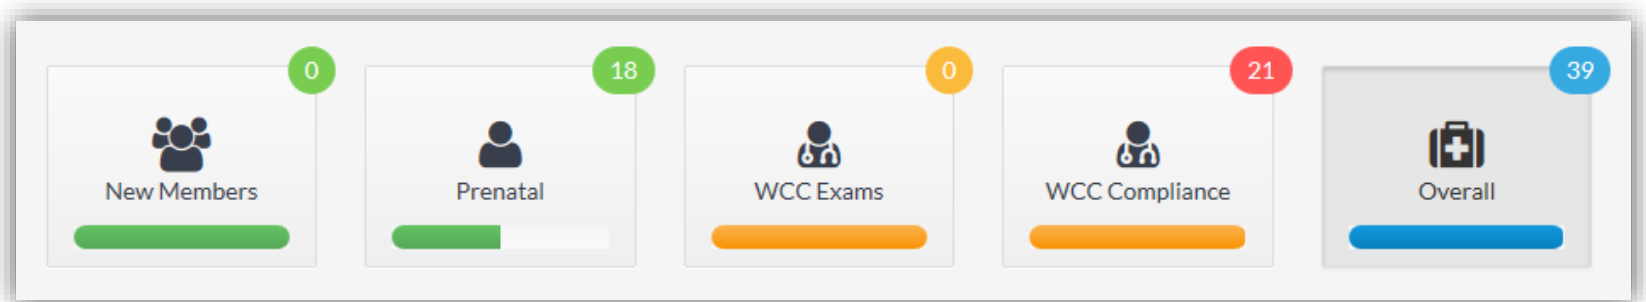 0
18
0
21
39
New Members
Prenatal
WCC Exams
WCC Compliance
Overall